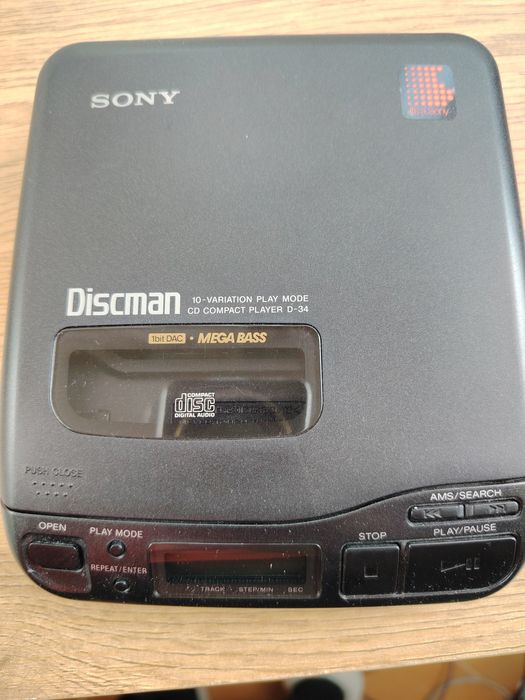 SONY
Discman
10-VARIATION PLAY MODE
CD COMPACT PLAYER D-34
1bit DAC • MEGA BASS
COMPACT
disc
DIGITAL AUDIO
PUSH CLOSE
AMS/SEARCH
OPEN
PLAY MODE
STOP
PLAY/PAUSE
REPEAT/ENTER
TRACK STEP/MIN SEC